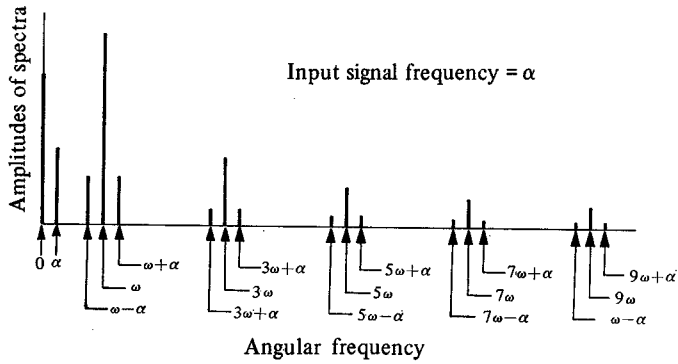 Amplitudes of spectra
Input signal frequency = α
0
α
ω+α
ω
ω−α
3ω+α
3ω
3ω+α
5ω+α
5ω
5ω−α
7ω+α
7ω
7ω−α
9ω+α
9ω
ω−α
Angular frequency